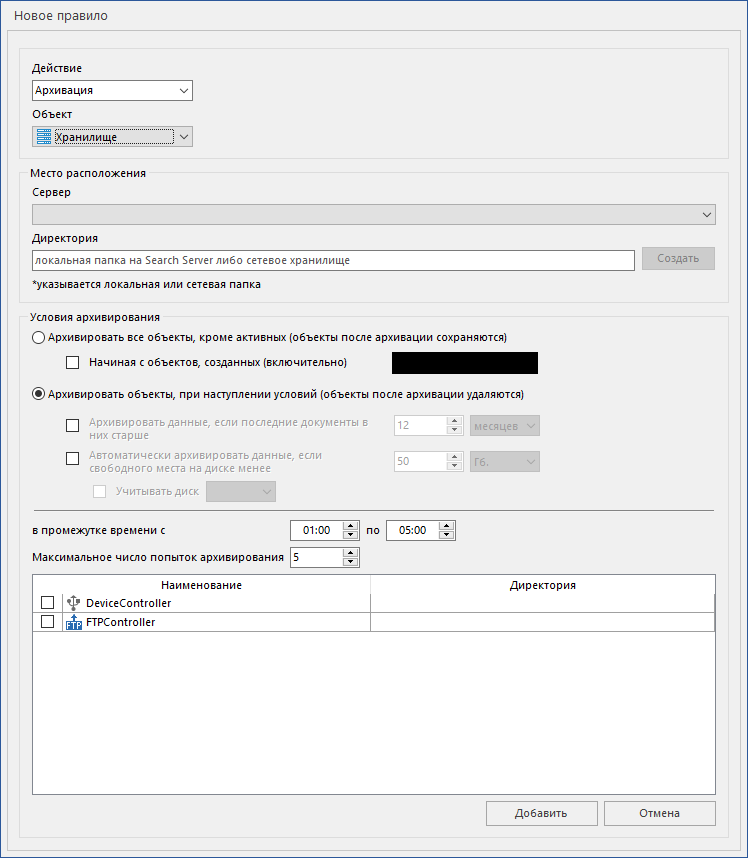 Новое правило
Действие
Архивация
Объект
Хранилище
Место расположения
Сервер
Директория
локальная папка на Search Server либо сетевое хранилище
Создать
*указывается локальная или сетевая папка
Условия архивирования
Архивировать все объекты, кроме активных (объекты после архивации сохраняются)
Начиная с объектов, созданных (включительно)
Архивировать объекты, при наступлении условий (объекты после архивации удаляются)
Архивировать данные, если последние документы в
них старше
12
месяцев
Автоматически архивировать данные, если
свободного места на диске менее
50
Гб.
Учитывать диск
в промежутке времени с
01:00
по
05:00
Максимальное число попыток архивирования
5
Наименование
Директория
DeviceController
FTP
FTPController
Добавить
Отмена